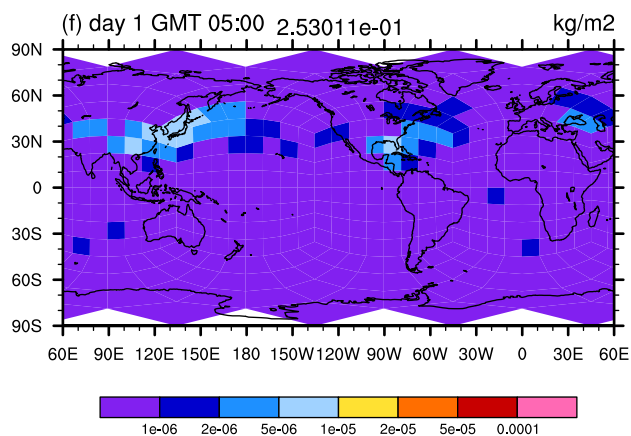 (f) day 1 GMT 05:00 2.53011e-01 kg/m2
90N
60N
30N
0
30S
60S
90S
60E 90E 120E 150E 180 150W 120W 90W 60W 30W 0 30E 60E
1e-06 2e-06 5e-06 1e-05 2e-05 5e-05 0.0001